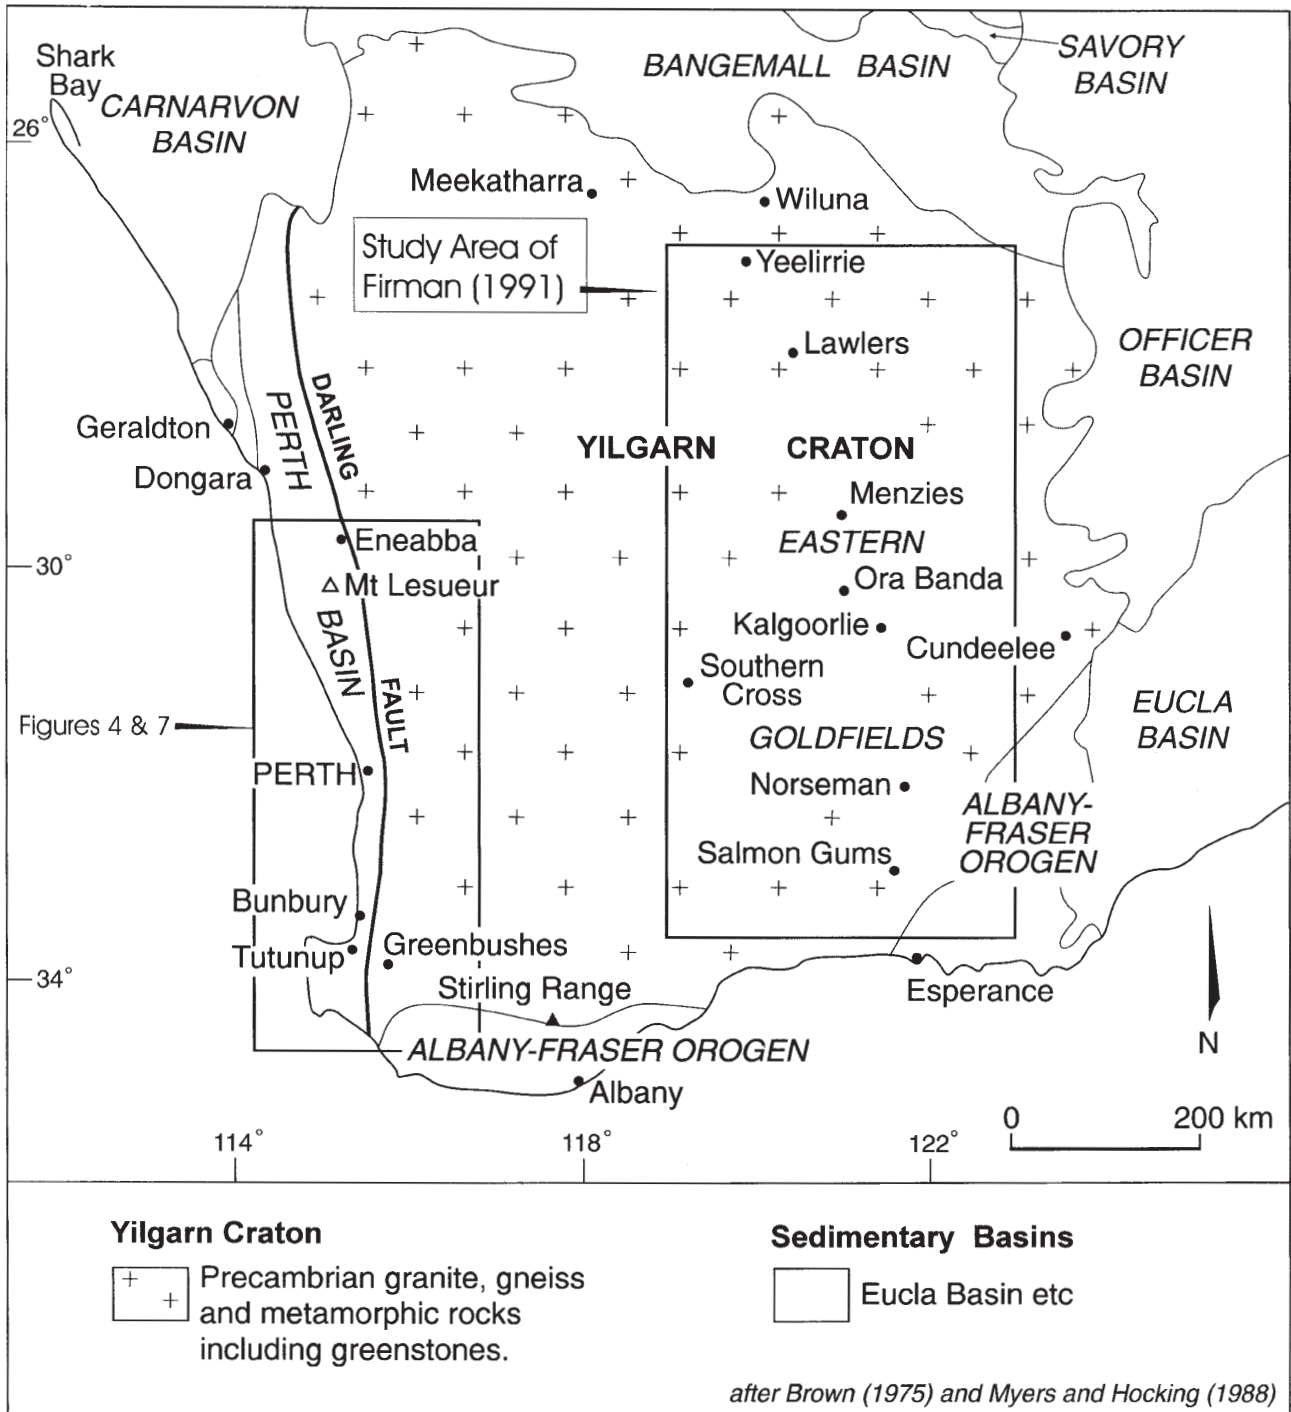 Shark
Bay
CARNARVON
BASIN
BANGEMALL BASIN
SAVORY
BASIN
26°
Meekatharra
Wiluna
Study Area of
Firman (1991)
Yeelirrie
Lawlers
OFFICER
BASIN
PERTH
DARLING
Geraldton
Dongara
YILGARN CRATON
Menzies
EASTERN
Eneabba
30°
Mt Lesueur
Ora Banda
BASIN
Kalgoorlie
Cundeelee
Southern
Cross
FAULT
Figures 4 & 7
EUCLA
BASIN
GOLDFIELDS
PERTH
Norseman
ALBANY-
FRASER
OROGEN
Salmon Gums
Bunbury
Tutunup
Greenbushes
34°
Stirling Range
Esperance
N
ALBANY-FRASER OROGEN
Albany
0 200 km
114° 118° 122°
Yilgarn Craton
Precambrian granite, gneiss
and metamorphic rocks
including greenstones.
Sedimentary Basins
Eucla Basin etc
after Brown (1975) and Myers and Hocking (1988)